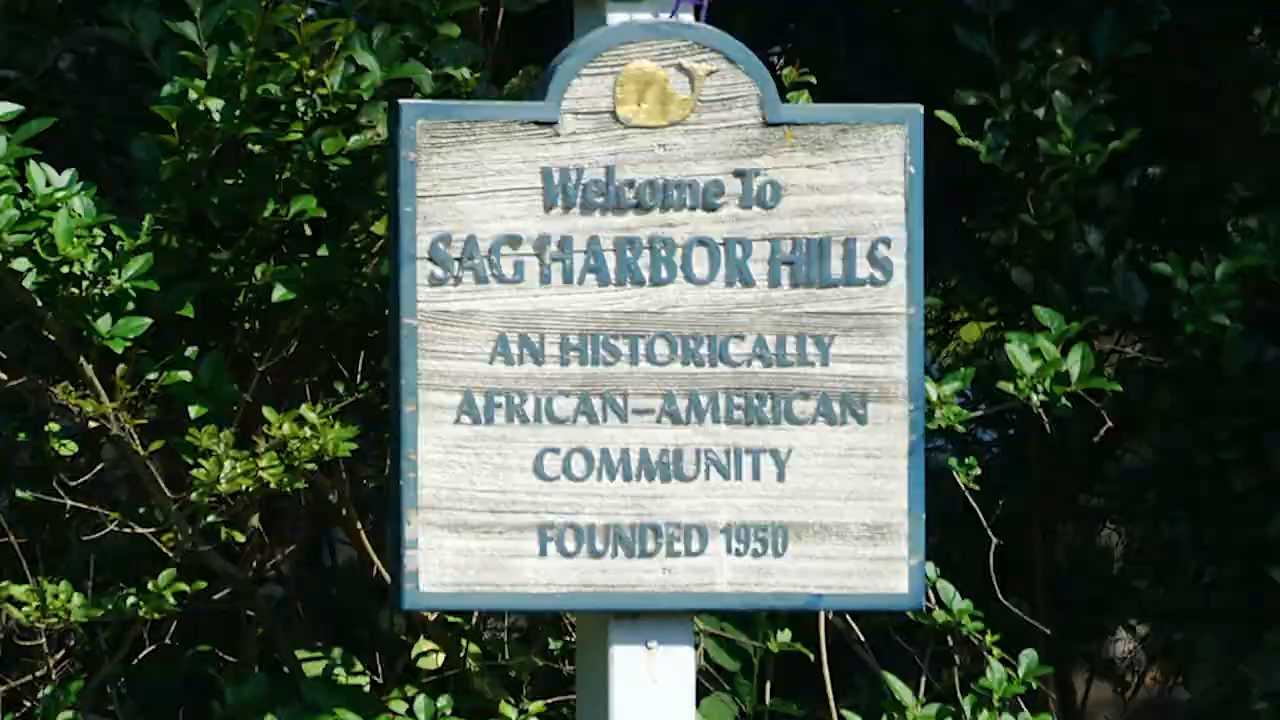 Welcome To
SAG HARBOR HILLS
AN HISTORICALLY
AFRICAN-AMERICAN
COMMUNITY
FOUNDED 1950